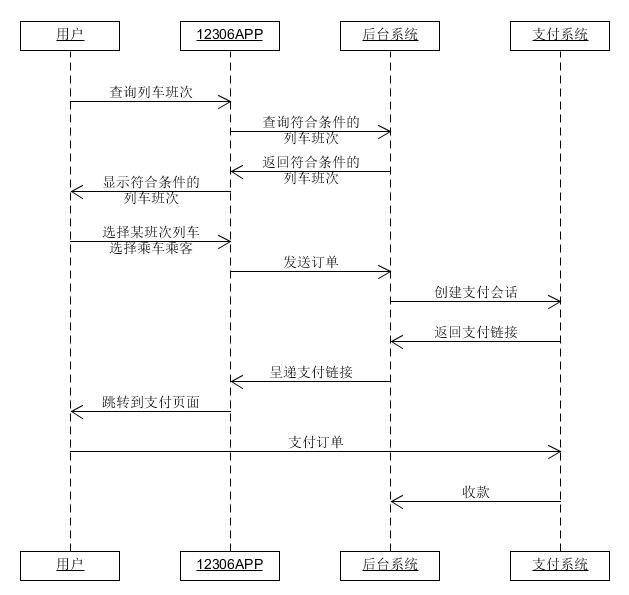 用户
12306APP
后台系统
支付系统
查询列车班次
查询符合条件的
列车班次
返回符合条件的
列车班次
显示符合条件的
列车班次
选择某班次列车
选择乘车乘客
发送订单
创建支付会话
返回支付链接
呈递支付链接
跳转到支付页面
支付订单
收款
用户
12306APP
后台系统
支付系统